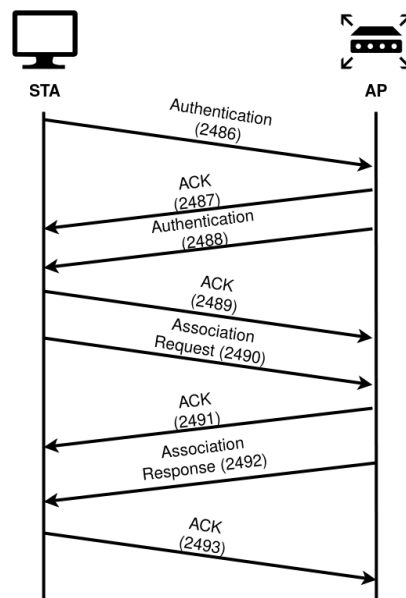 STA
AP
Authentication
(2486)
ACK
(2487)
Authentication
(2488)
ACK
(2489)
Association
Request (2490)
ACK
(2491)
Association
Response (2492)
ACK
(2493)